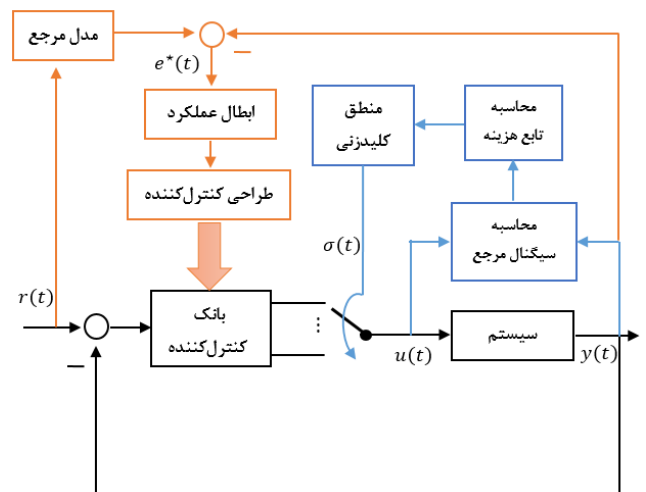 مدل مرجع
e*(t)
ابطال عملکرد
طراحی کنترل‌کننده
منطق
کلیدزنی
محاسبه
تابع هزینه
محاسبه
سیگنال مرجع
σ(t)
r(t)
بانک
کنترل‌کننده
⋮
u(t)
سیستم
y(t)